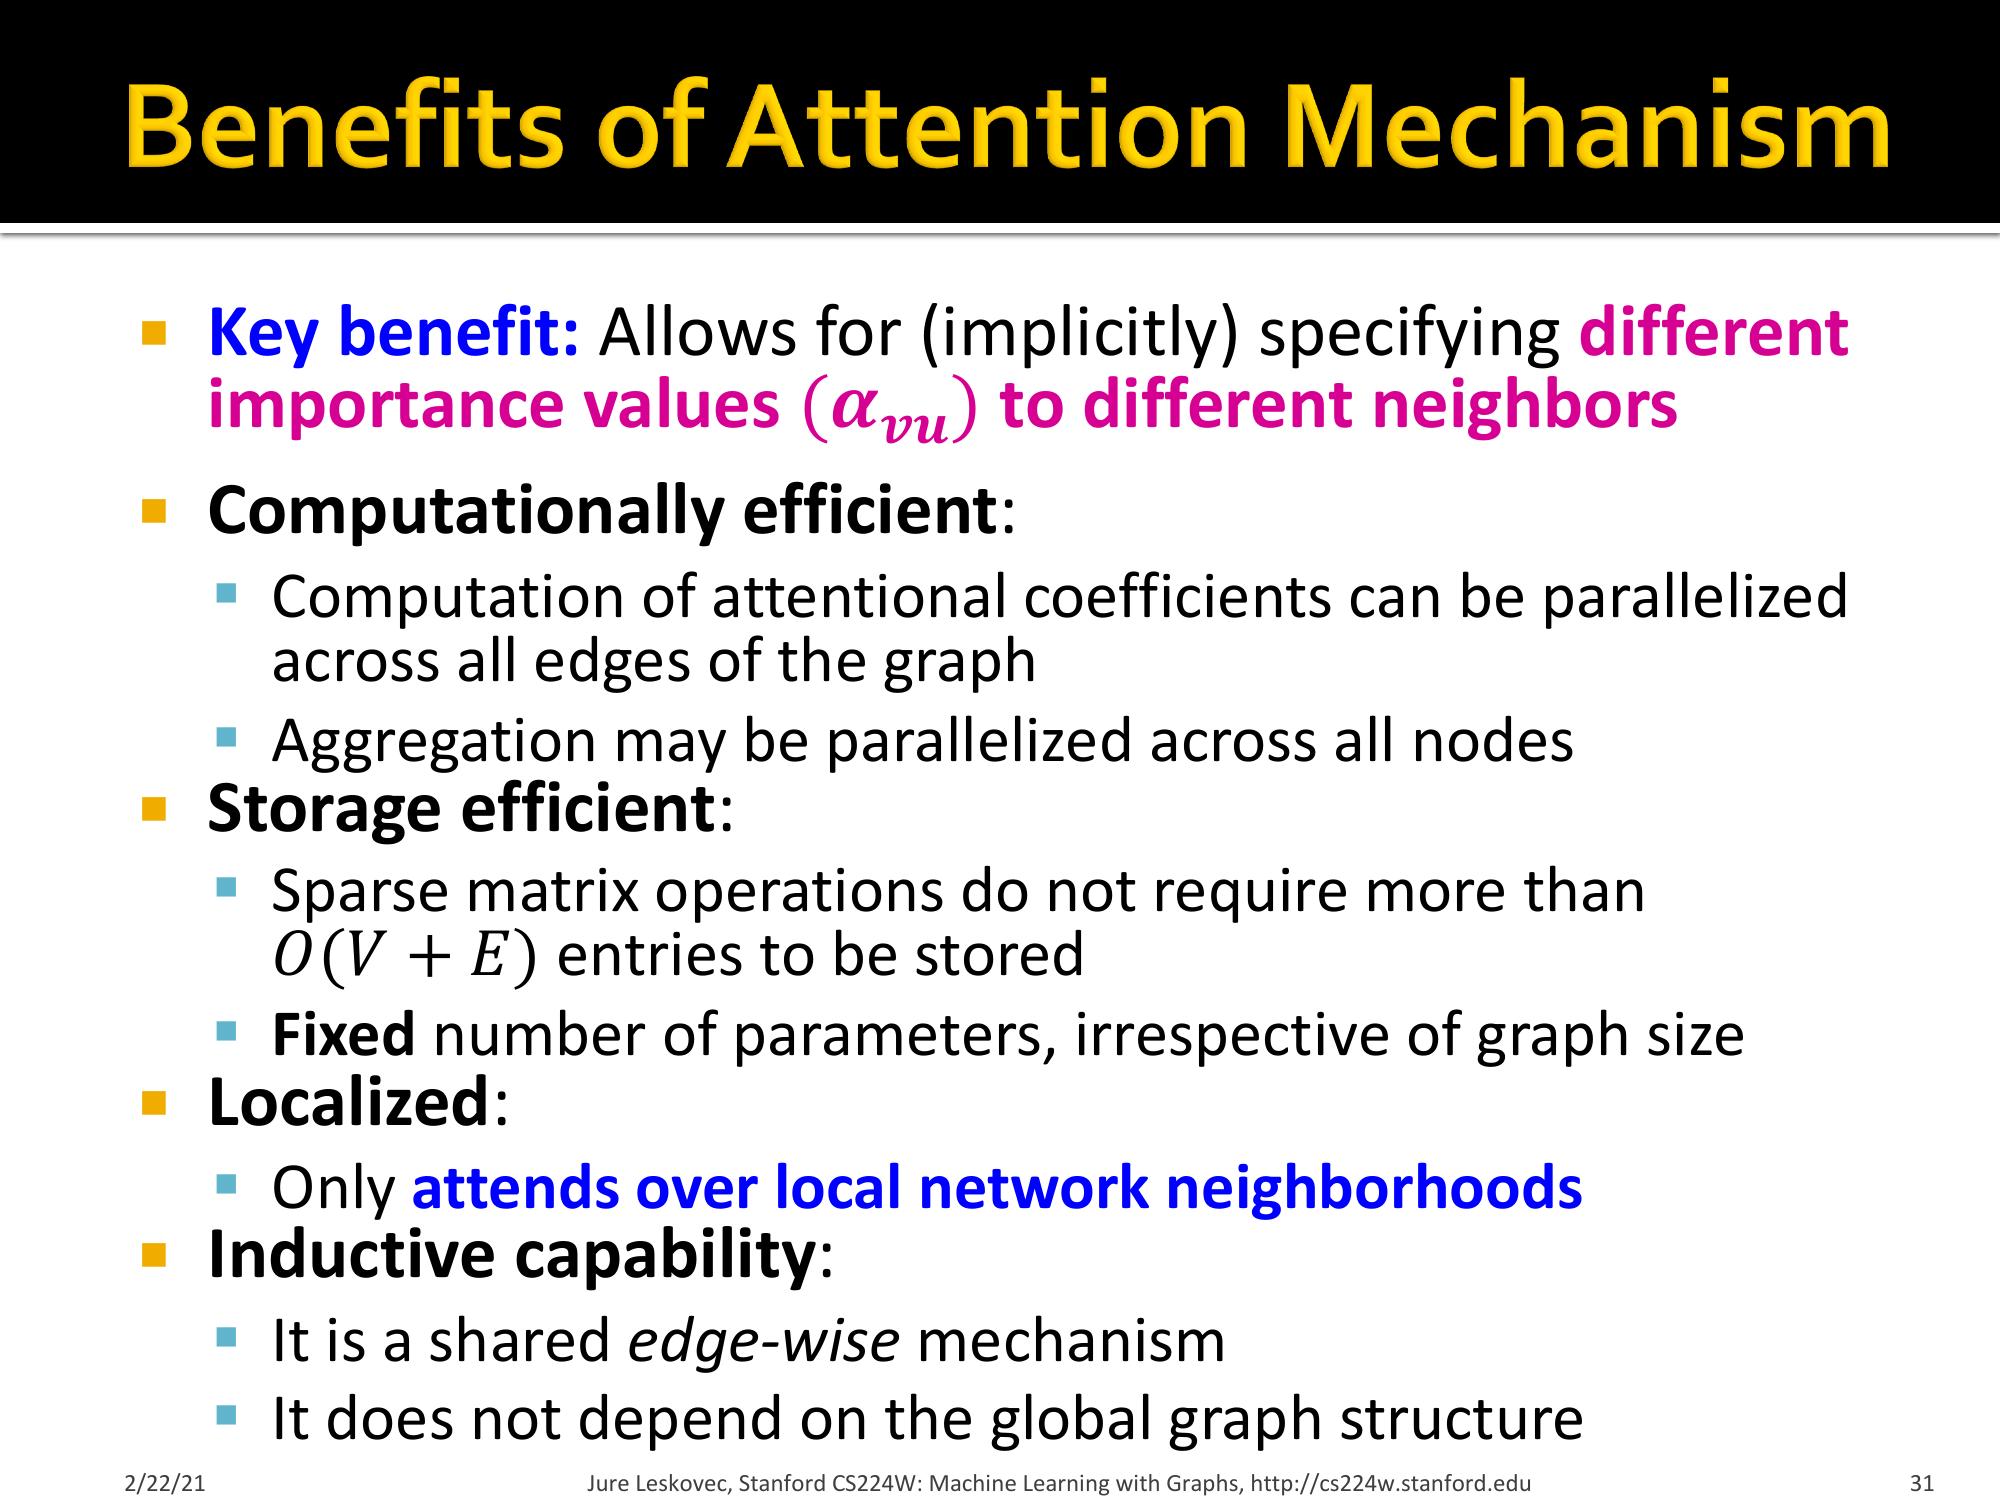 Benefits of Attention Mechanism
▪ Key benefit: Allows for (implicitly) specifying different
importance values (𝜶𝒗𝒖) to different neighbors
▪ Computationally efficient:
▪ Computation of attentional coefficients can be parallelized
across all edges of the graph
▪ Aggregation may be parallelized across all nodes
▪ Storage efficient:
▪ Sparse matrix operations do not require more than
𝑂(𝑉 + 𝐸) entries to be stored
▪ Fixed number of parameters, irrespective of graph size
▪ Localized:
▪ Only attends over local network neighborhoods
▪ Inductive capability:
▪ It is a shared edge-wise mechanism
▪ It does not depend on the global graph structure
2/22/21 Jure Leskovec, Stanford CS224W: Machine Learning with Graphs, http://cs224w.stanford.edu 31